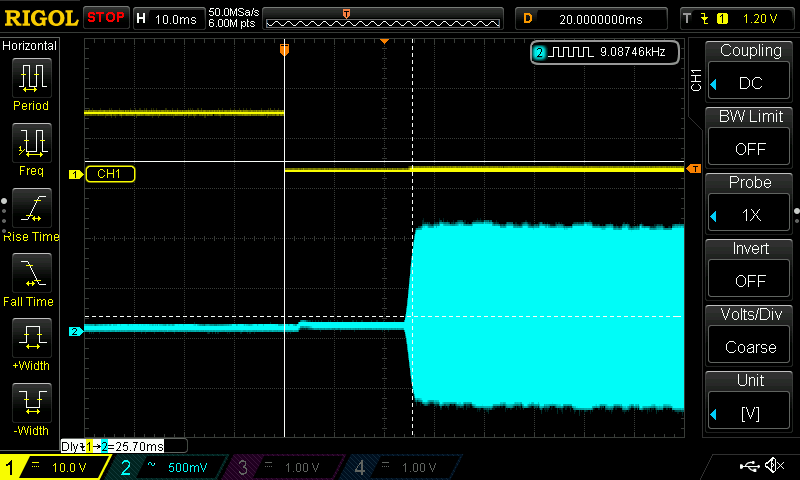 RIGOL STOP H 10.0ms 50.0MSa/s 6.00M pts T D 20.0000000ms T 1 1.20 V
Horizontal
Period
Freq
Rise Time
Fall Time
+Width
-Width
T
2 9.08746kHz
1 CH1
T
2
Dly1→2=25.70ms
CH1
Coupling
DC
BW Limit
OFF
Probe
1X
Invert
OFF
Volts/Div
Coarse
Unit
[V]
1 = 10.0 V 2 ~ 500mV 3 = 1.00 V 4 = 1.00 V